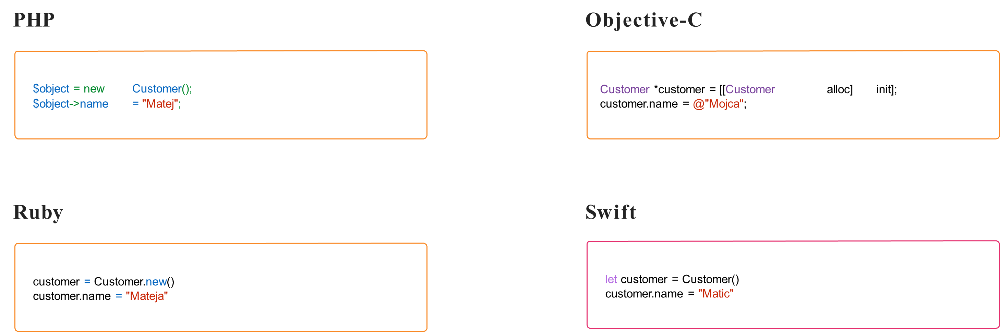 PHP
$object = new Customer();
$object->name = "Matej";
Objective-C
Customer *customer = [[Customer alloc] init];
customer.name = @"Mojca";
Ruby
customer = Customer.new()
customer.name = "Mateja"
Swift
let customer = Customer()
customer.name = "Matic"